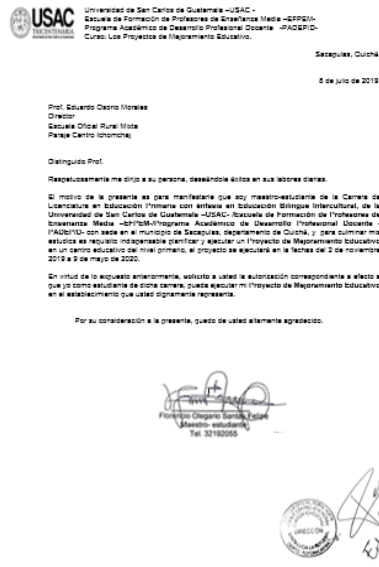 USAC
TRICENTENARIA
Universidad de San Carlos de Guatemala –USAC -
Escuela de Formación de Profesores de Enseñanza Media –EFPEM-
Programa Académico de Desarrollo Profesional Docente -PADEP/D-
Curso: Los Proyectos de Mejoramiento Educativo.
Sacapulas, Quiché
8 de julio de 2019
Prof. Eduardo Osorio Morales
Director
Escuela Oficial Rural Mixta
Paraje Centro Ichomchaj
Distinguido Prof.
Respetuosamente me dirijo a su persona, deseándole éxitos en sus labores diarias.
El motivo de la presente es para manifestarle que soy maestro-estudiante de la Carrera de
Licenciatura en Educación Primaria con énfasis en Educación Bilingüe Intercultural, de la
Universidad de San Carlos de Guatemala –USAC- /Escuela de Formación de Profesores de
Enseñanza Media –EFPEM-/Programa Académico de Desarrollo Profesional Docente -
PADEP/D- con sede en el municipio de Sacapulas, departamento de Quiché, y para culminar mis
estudios es requisito indispensable planificar y ejecutar un Proyecto de Mejoramiento Educativo
en un centro educativo del nivel primario, el proyecto se ejecutará en la fechas del 2 de noviembre
2019 a 9 de mayo de 2020.
En virtud de lo expuesto anteriormente, solicito a usted la autorización correspondiente a efecto a
que yo como estudiante de dicha carrera, pueda ejecutar mi Proyecto de Mejoramiento Educativo
en el establecimiento que usted dignamente representa.
Por su consideración a la presente, quedo de usted altamente agradecido.
Florencio Olegario Santay Felipe
Maestro- estudiante
Tel. 32192055
DIRECCIÓN